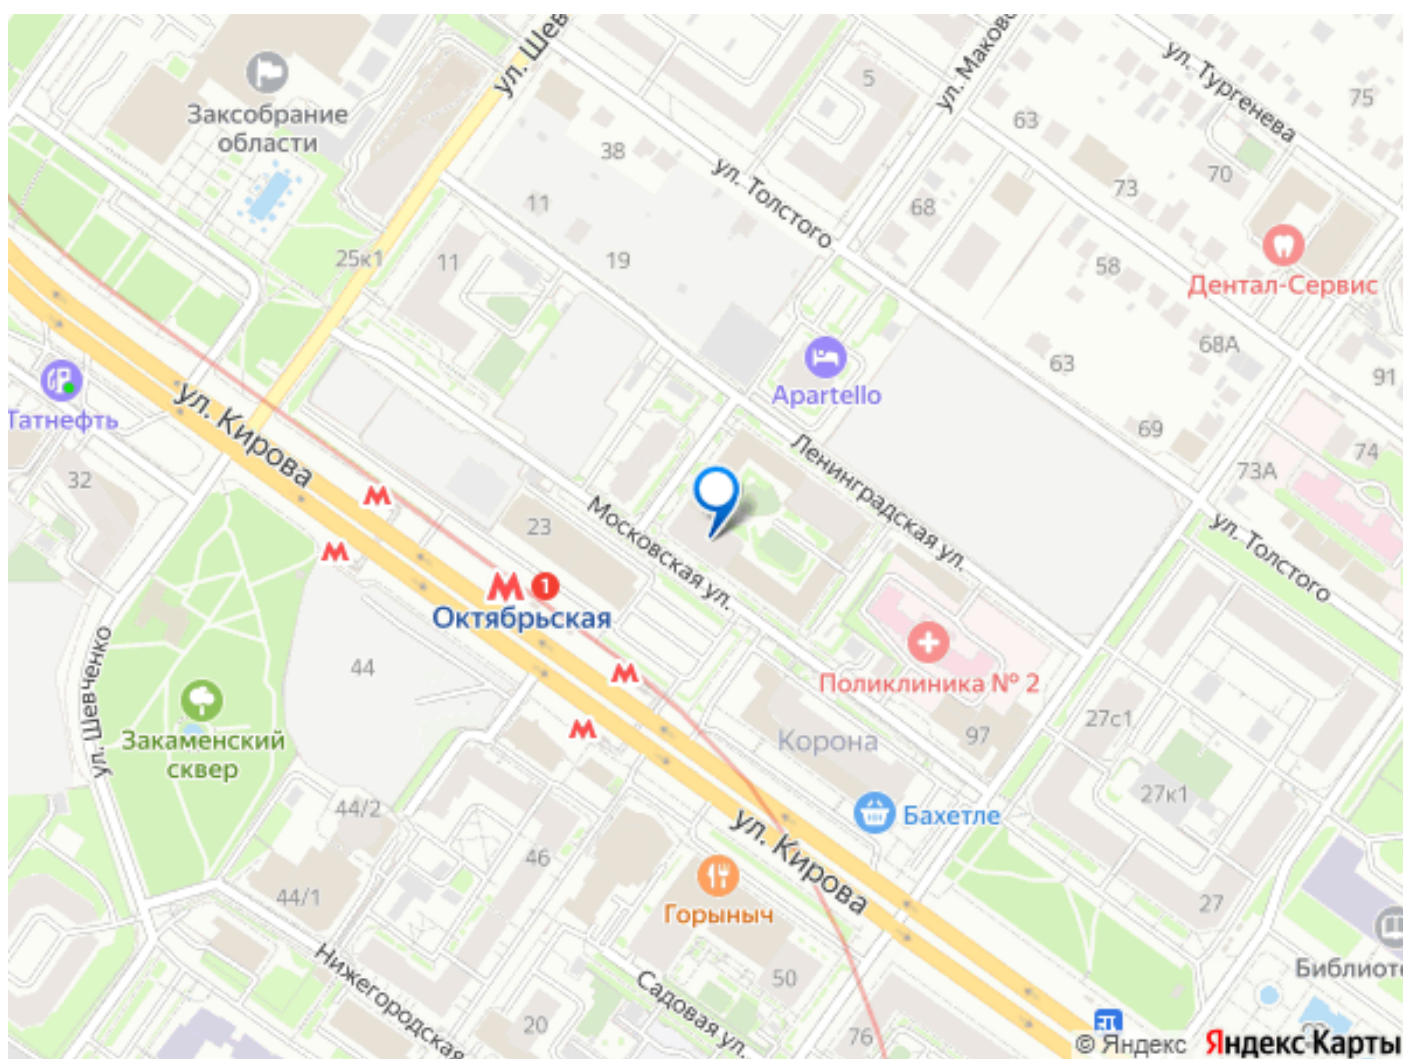 ул. Шев
ул. Маков
ул. Тургенева
5
75
Заксобрание
области
63
38
ул. Толстого
73
70
11
68
25к1
11
19
58
Дентал-Сервис
68А
63
91
Apartello
Татнефть
ул. Кирова
69
74
32
Ленинградская ул.
73А
23
Московская ул.
ул. Толстого
1
Октябрьская
ул. Шевченко
44
Поликлиника № 2
27с1
Закаменский
сквер
Корона
97
44/2
27к1
Бахетле
ул. Кирова
46
44/1
Горыныч
27
Нижегородская
Садовая ул.
50
Библиоте
20
76
© Яндекс Яндекс Карты